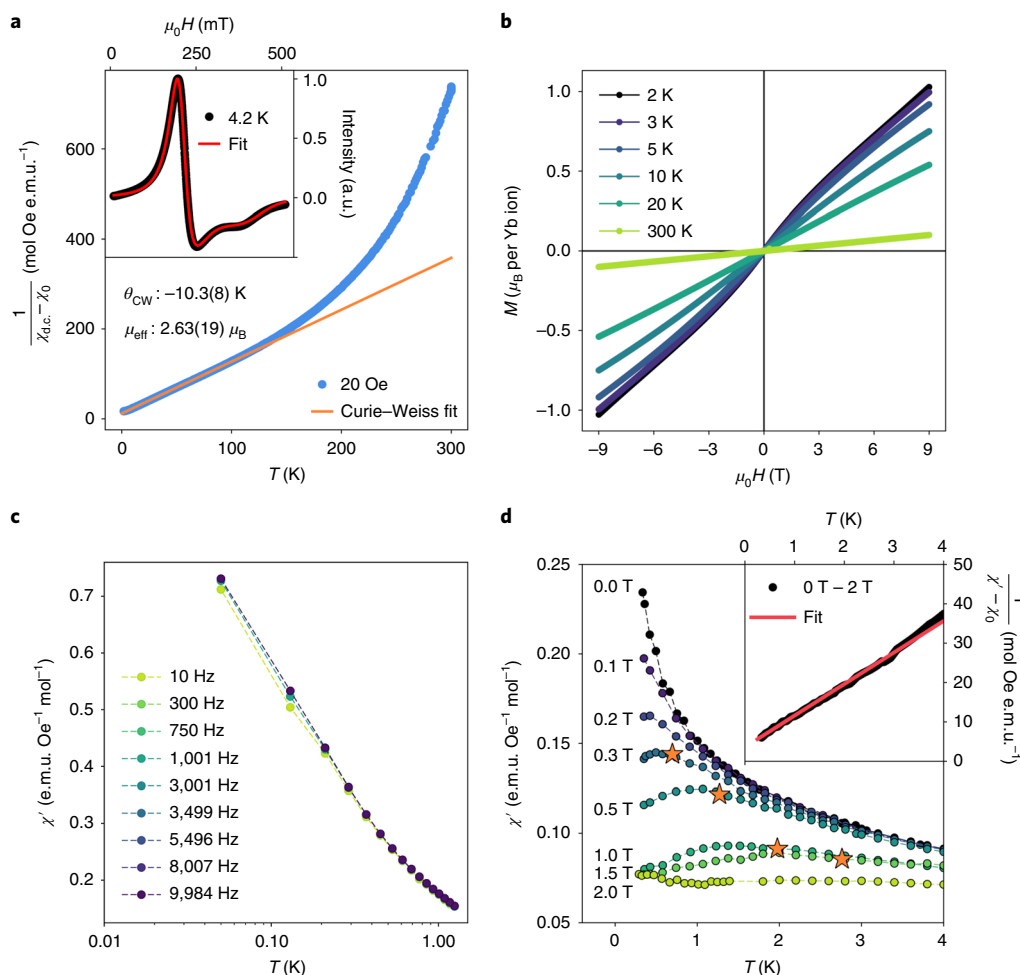 a
μ0H (mT)
0
250
500
1.0
0.5
0.0
Intensity (a.u)
4.2 K
Fit
1
χd.c. − χ0
(mol Oe e.m.u.−1)
600
400
200
0
θCW : −10.3(8) K
μeff : 2.63(19) μB
20 Oe
Curie–Weiss fit
0
100
200
300
T (K)
b
M (μB per Yb ion)
1.0
0.5
0.0
−0.5
−1.0
2 K
3 K
5 K
10 K
20 K
300 K
−9
−6
−3
0
3
6
9
μ0H (T)
c
χ′ (e.m.u. Oe−1 mol−1)
0.7
0.6
0.5
0.4
0.3
0.2
10 Hz
300 Hz
750 Hz
1,001 Hz
3,001 Hz
3,499 Hz
5,496 Hz
8,007 Hz
9,984 Hz
0.01
0.10
1.00
T (K)
d
T (K)
0
1
2
3
4
50
40
30
20
10
0
χ′ − χ0
(mol Oe e.m.u.−1)
0 T – 2 T
Fit
χ′ (e.m.u. Oe−1 mol−1)
0.25
0.20
0.15
0.10
0.05
0.0 T
0.1 T
0.2 T
0.3 T
0.5 T
1.0 T
1.5 T
2.0 T
0
1
2
3
4
T (K)